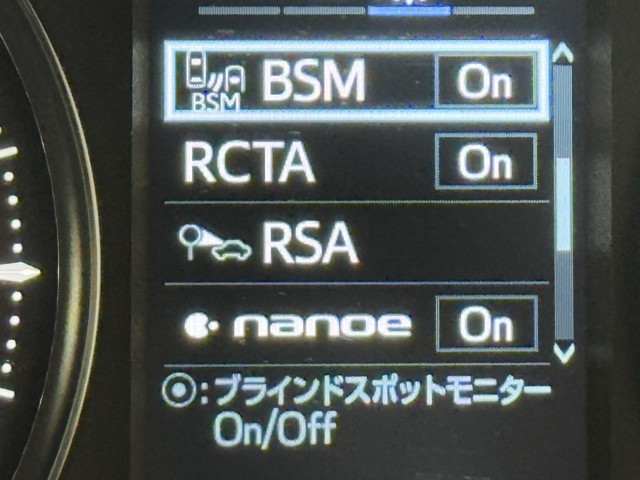 BSM BSM On
RCTA On
RSA
nanoe On
⦿:ブラインドスポットモニター
On/Off